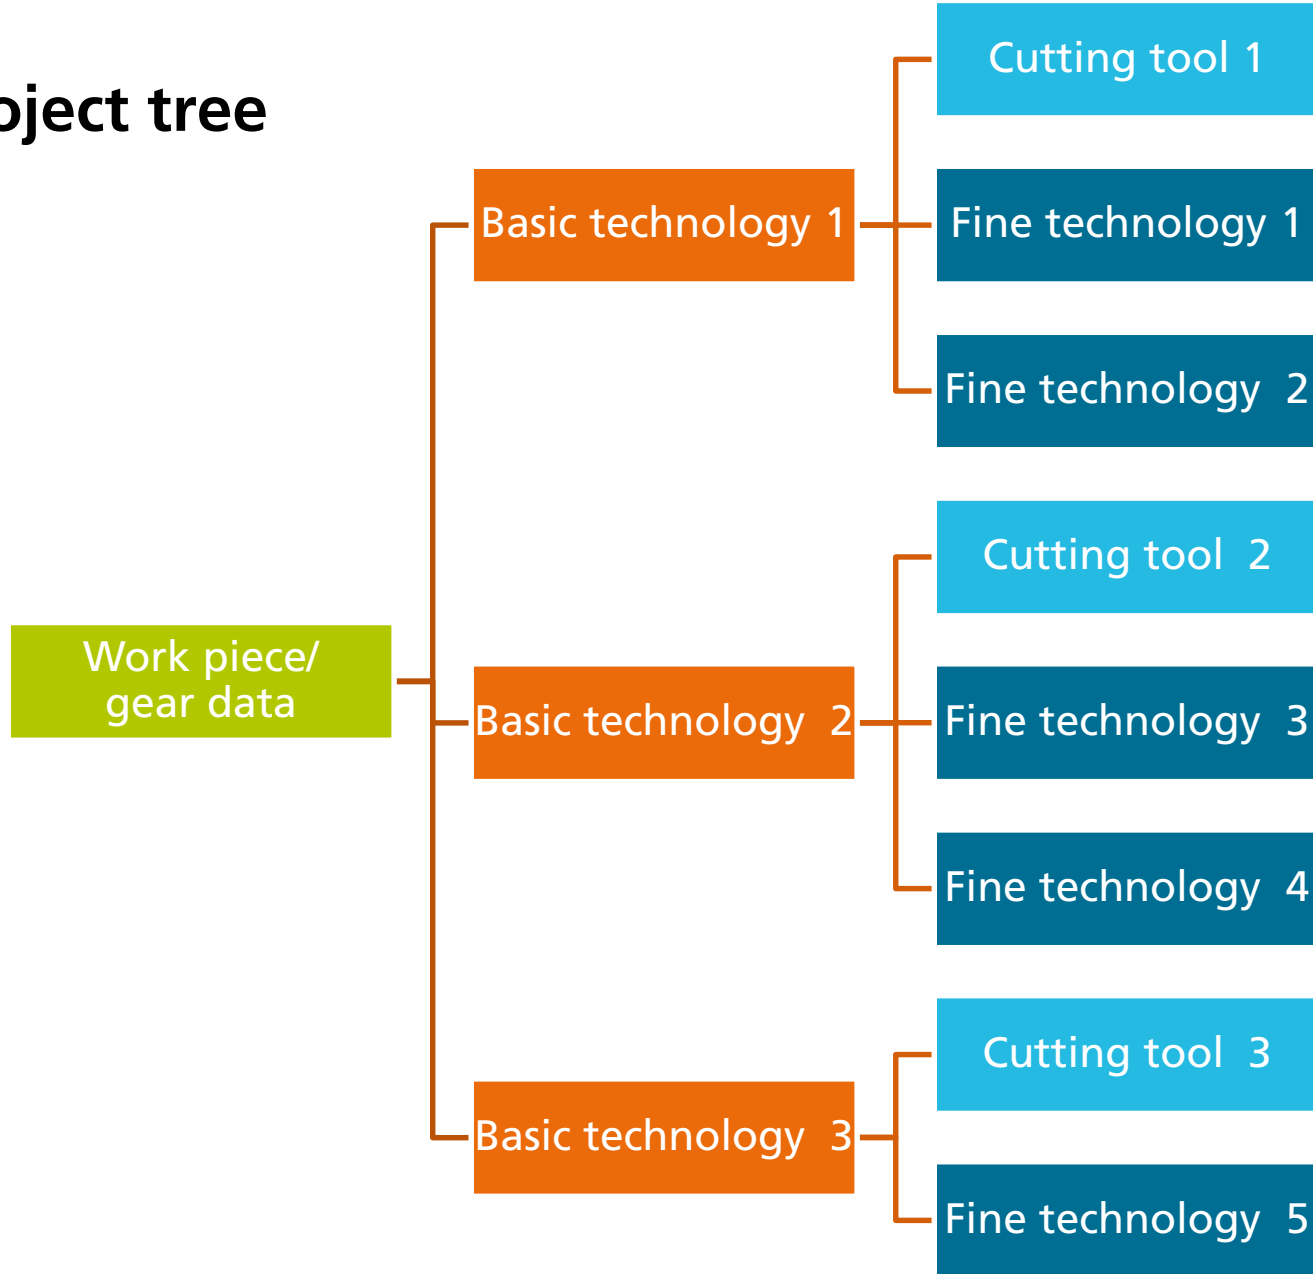 oject tree
Cutting tool 1
Basic technology 1
Fine technology 1
Fine technology 2
Cutting tool 2
Work piece/
gear data
Basic technology 2
Fine technology 3
Fine technology 4
Cutting tool 3
Basic technology 3
Fine technology 5